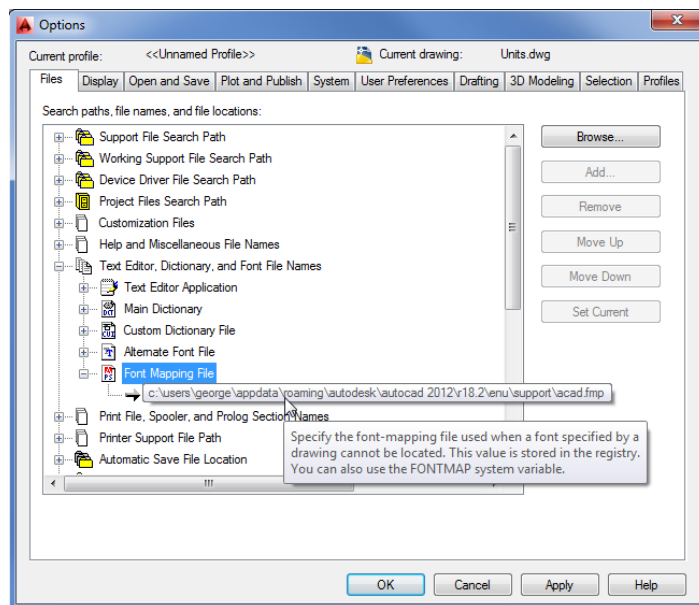 Options
Current profile: <<Unnamed Profile>> Current drawing: Units.dwg
Files Display Open and Save Plot and Publish System User Preferences Drafting 3D Modeling Selection Profiles
Search paths, file names, and file locations:
Support File Search Path
Working Support File Search Path
Device Driver File Search Path
Project Files Search Path
Customization Files
Help and Miscellaneous File Names
Text Editor, Dictionary, and Font File Names
Text Editor Application
Main Dictionary
Custom Dictionary File
Alternate Font File
Font Mapping File
c:\users\george\appdata\roaming\autodesk\autocad 2012\r18.2\enu\support\acad.fmp
Print File, Spooler, and Prolog Section Names
Printer Support File Path
Automatic Save File Location
Specify the font-mapping file used when a font specified by a
drawing cannot be located. This value is stored in the registry.
You can also use the FONTMAP system variable.
Browse...
Add...
Remove
Move Up
Move Down
Set Current
OK Cancel Apply Help